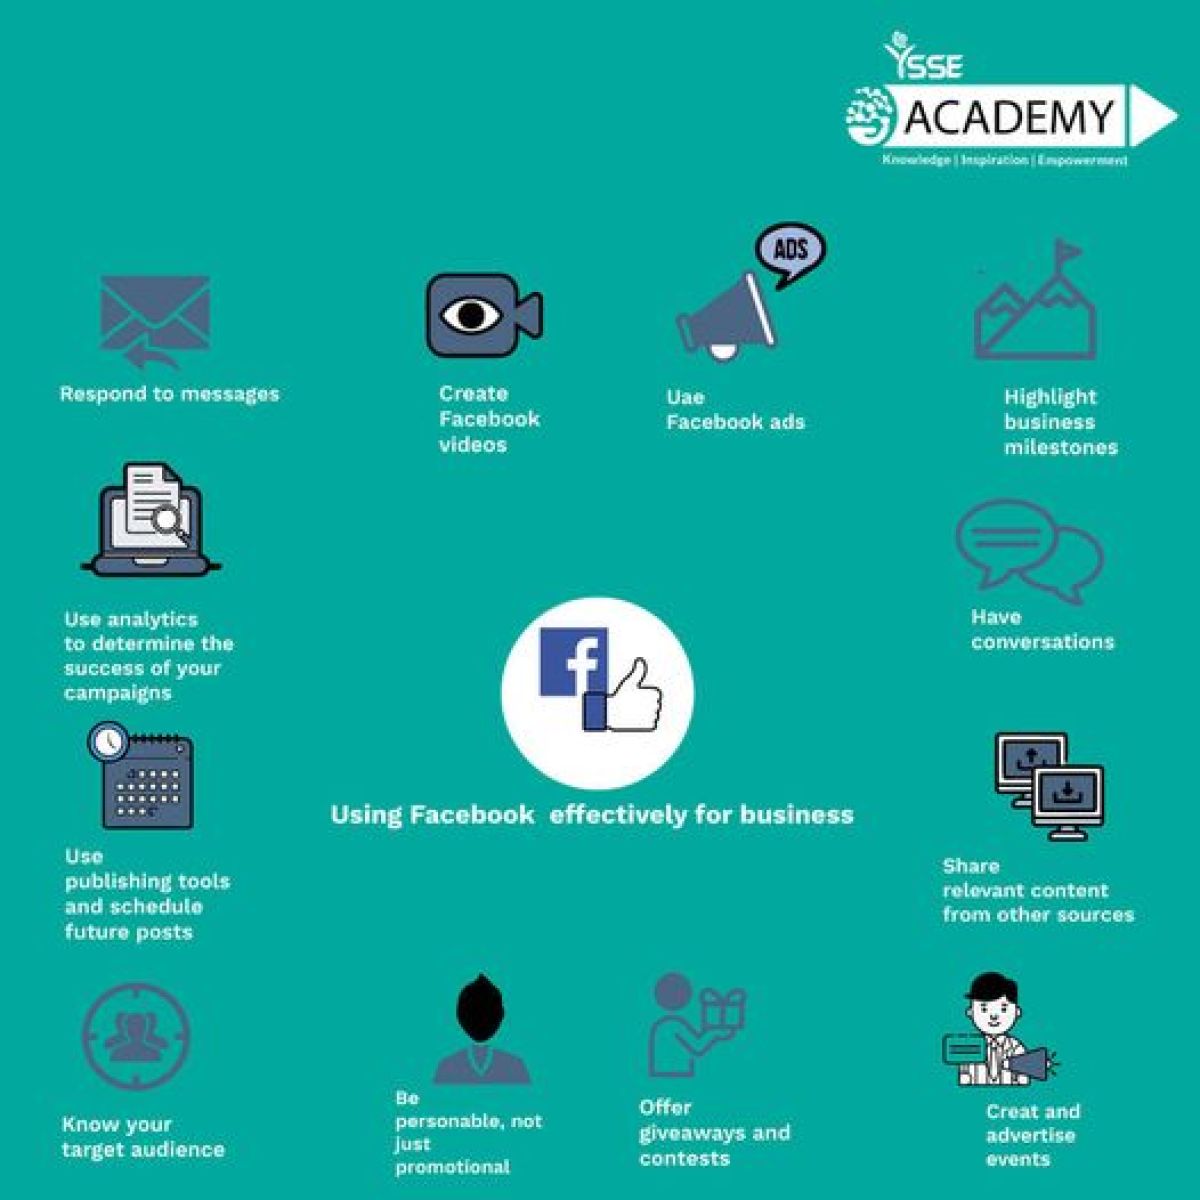 YSSE
ACADEMY
Knowledge | Inspiration | Empowerment
ADS
Respond to messages
Create
Facebook
videos
Uae
Facebook ads
Highlight
business
milestones
Use analytics
to determine the
success of your
campaigns
Have
conversations
f
Using Facebook effectively for business
Use
publishing tools
and schedule
future posts
Share
relevant content
from other sources
Know your
target audience
Be
personable, not
just
promotional
Offer
giveaways and
contests
Creat and
advertise
events